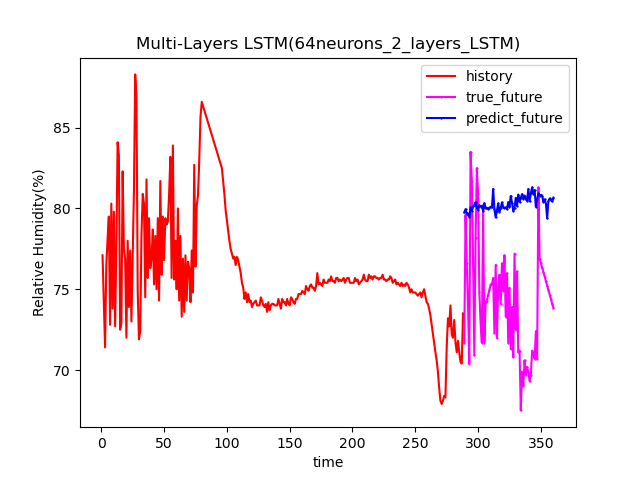 Multi-Layers LSTM(64neurons_2_layers_LSTM)
history
true_future
predict_future
Relative Humidity(%)
85
80
75
70
0
50
100
150
200
250
300
350
time